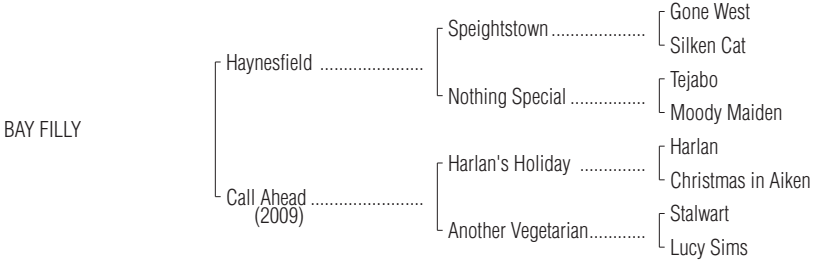 Gone West
Speightstown ....................
Silken Cat
Haynesfield ......................
Tejabo
Nothing Special ................
Moody Maiden
BAY FILLY
Harlan
Harlan's Holiday ..............
Christmas in Aiken
Call Ahead ........................
(2009)
Stalwart
Another Vegetarian............
Lucy Sims